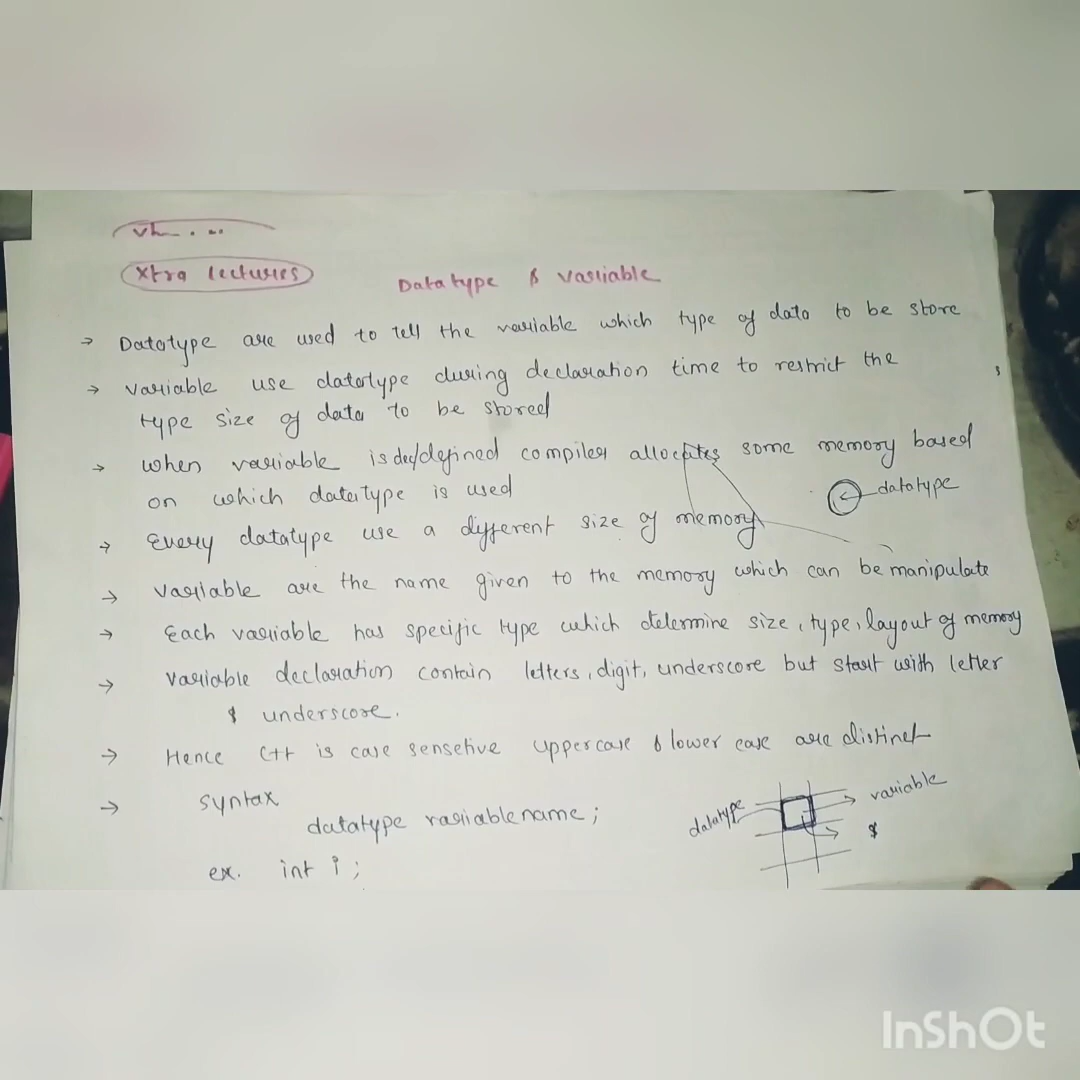 Xtra lectures
Datatype & variable
→ Datatype are used to tell the variable which type of data to be store
→ variable use datatype during declaration time to restrict the
type size of data to be stored
→ when variable is dec/defined compiler allocates some memory based
on which datatype is used
datatype
→ Every datatype use a different size of memory
→ variable are the name given to the memory which can be manipulate
→ Each variable has specific type which determine size, type, layout of memory
→ variable declaration contain letters, digit, underscore but start with letter
& underscore.
→ Hence C++ is case sensetive uppercase & lower case are distinct
→ syntax
datatype variablename;
ex. int i;
datatype
variable
InShOt